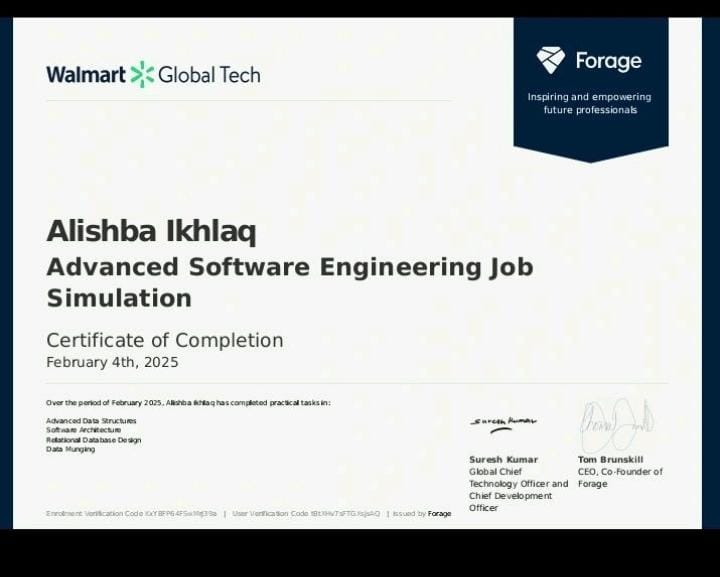 Walmart Global Tech
Forage
Inspiring and empowering
future professionals
Alishba Ikhlaq
Advanced Software Engineering Job
Simulation
Certificate of Completion
February 4th, 2025
Over the period of February 2025, Alishba Ikhlaq has completed practical tasks in:
Advanced Data Structures
Software Architecture
Relational Database Design
Data Munging
Suresh Kumar
Suresh Kumar
Global Chief
Technology Officer and
Chief Development
Officer
Tom Brunskill
CEO, Co-Founder of
Forage
Enrolment Verification Code | User Verification Code | Issued by Forage